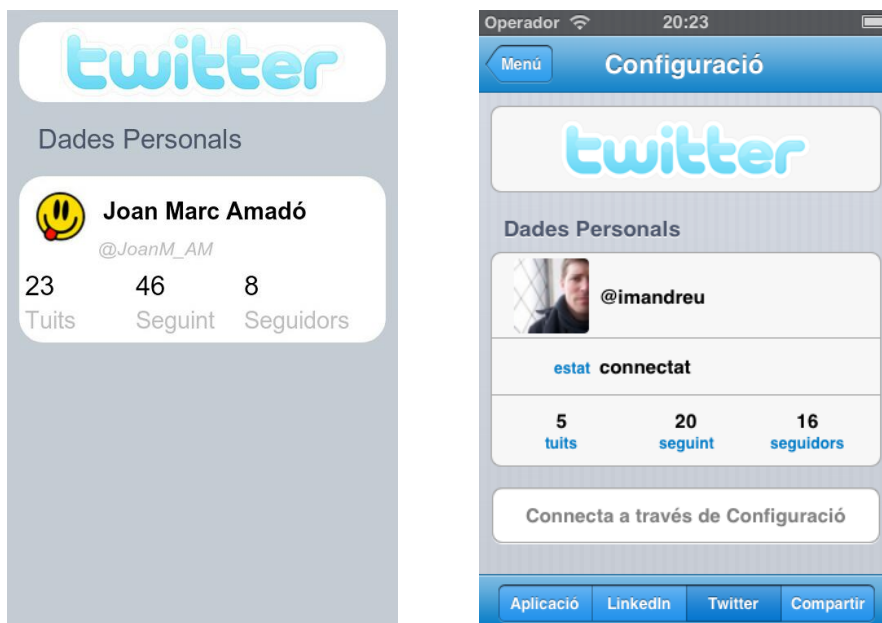 twitter
Dades Personals
Joan Marc Amadó
@JoanM_AM
23 46 8
Tuits Seguint Seguidors
Operador 20:23
Menú Configuració
twitter
Dades Personals
@imandreu
estat connectat
5 20 16
tuits seguint seguidors
Connecta a través de Configuració
Aplicació LinkedIn Twitter Compartir